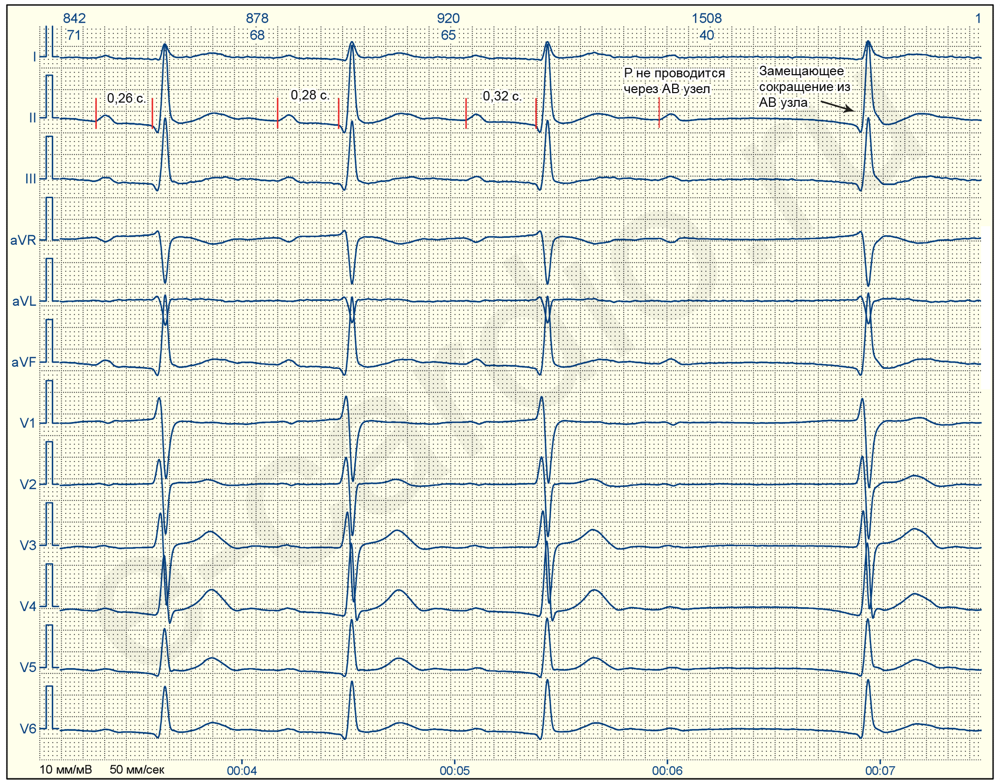 842 878 920 1508 1
71 68 65 40
I
P не проводится
через АВ узел
Замещающее
сокращение из
АВ узла
0,26 с. 0,28 с. 0,32 с.
II
III
aVR
aVL
aVF
V1
V2
V3
V4
V5
V6
10 мм/мВ 50 мм/сек 00:04 00:05 00:06 00:07